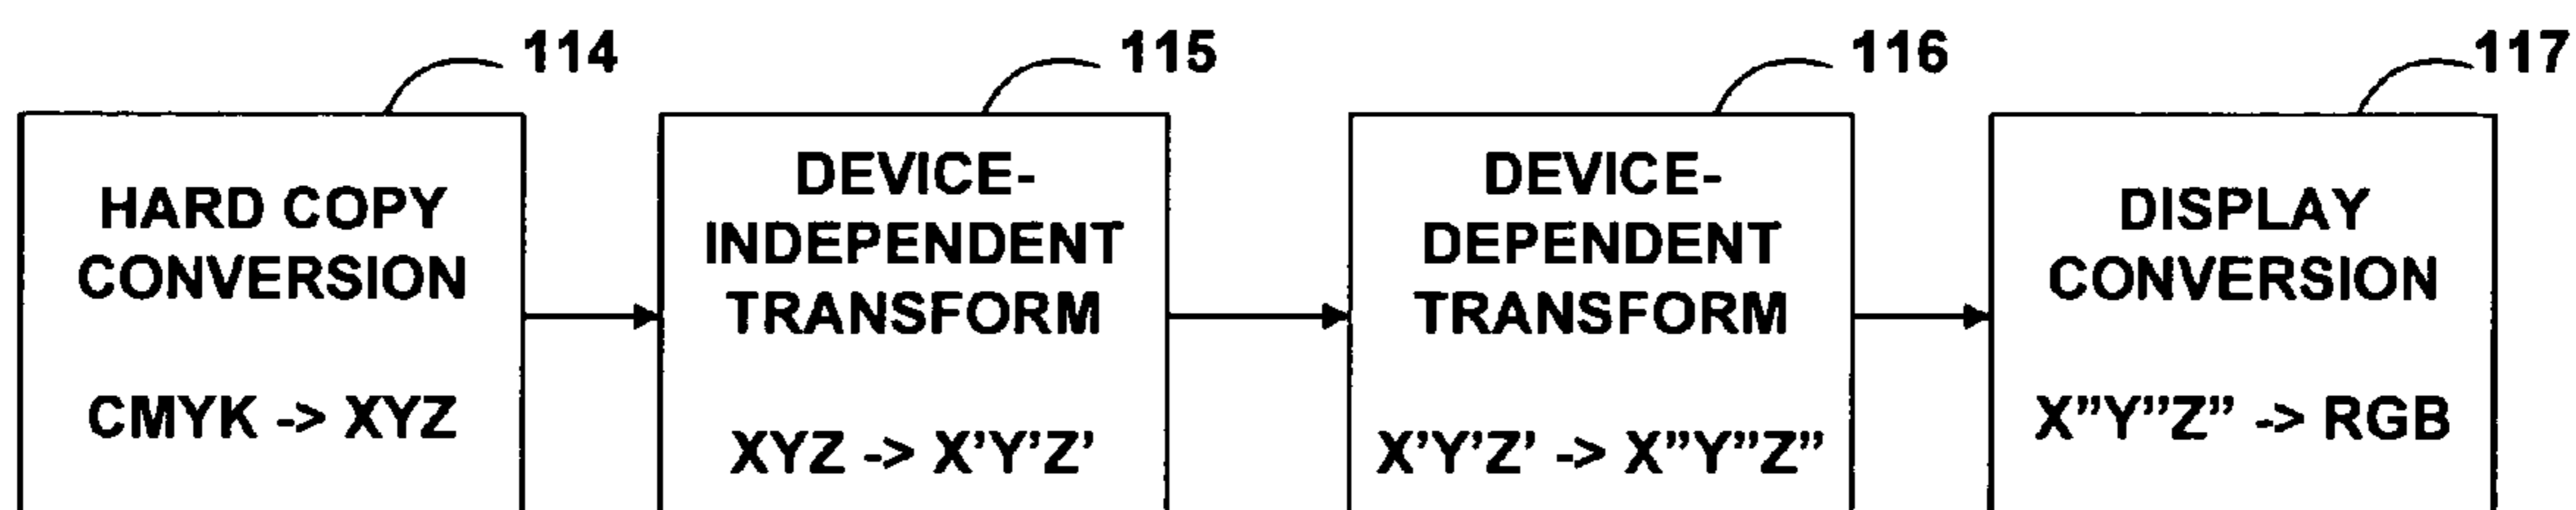 114
115
116
117
HARD COPY
CONVERSION
CMYK -> XYZ
DEVICE-
INDEPENDENT
TRANSFORM
XYZ -> X'Y'Z'
DEVICE-
DEPENDENT
TRANSFORM
X'Y'Z' -> X”Y”Z”
DISPLAY
CONVERSION
X”Y”Z” -> RGB